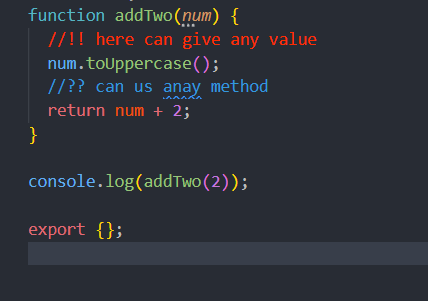 function addTwo(num) {
//!! here can give any value
num.toUppercase();
//?? can us anay method
return num + 2;
}
console.log(addTwo(2));
export {};